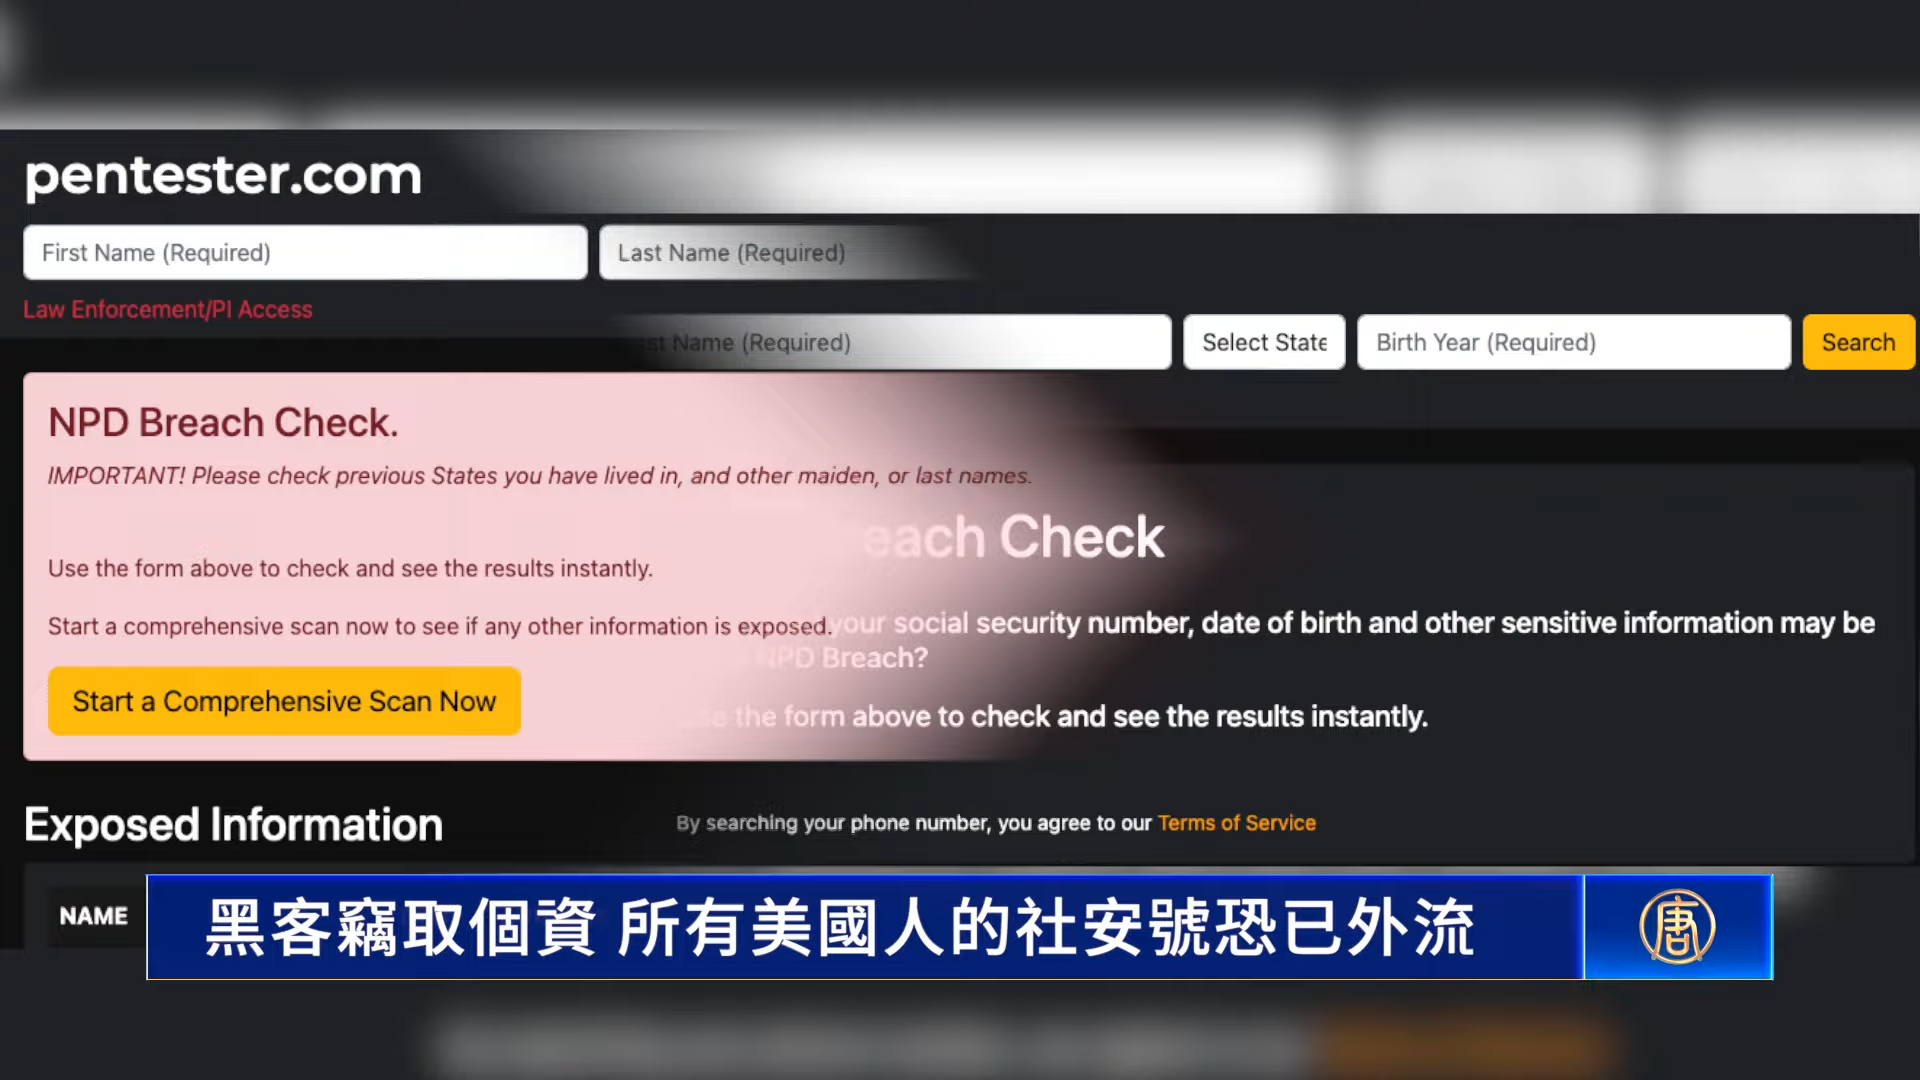 pentester.com
First Name (Required)
Last Name (Required)
Law Enforcement/PI Access
Name (Required)
Select State
Birth Year (Required)
Search
NPD Breach Check.
IMPORTANT! Please check previous States you have lived in, and other maiden, or last names.
each Check
Use the form above to check and see the results instantly.
Start a comprehensive scan now to see if any other information is exposed.
your social security number, date of birth and other sensitive information may be
NPD Breach?
Start a Comprehensive Scan Now
the form above to check and see the results instantly.
Exposed Information
By searching your phone number, you agree to our Terms of Service
NAME
黑客竊取個資 所有美國人的社安號恐已外流
唐